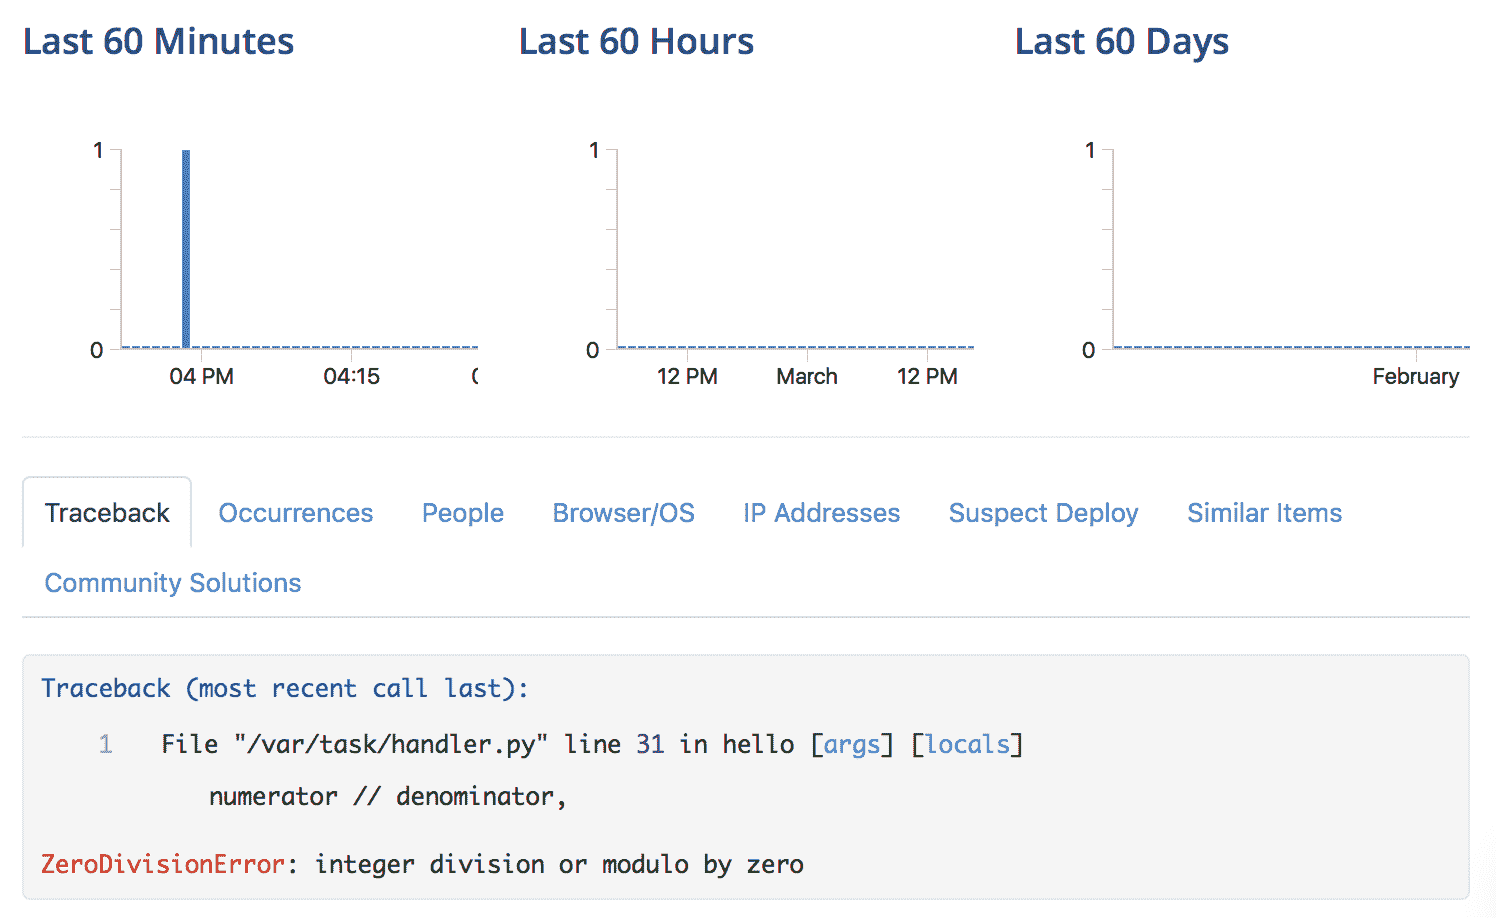 Last 60 Minutes Last 60 Hours Last 60 Days
1 1 1
0 0 0
04 PM 04:15 12 PM March 12 PM February
Traceback Occurrences People Browser/OS IP Addresses Suspect Deploy Similar Items
Community Solutions
Traceback (most recent call last):
1 File "/var/task/handler.py" line 31 in hello [args] [locals]
numerator // denominator,
ZeroDivisionError: integer division or modulo by zero